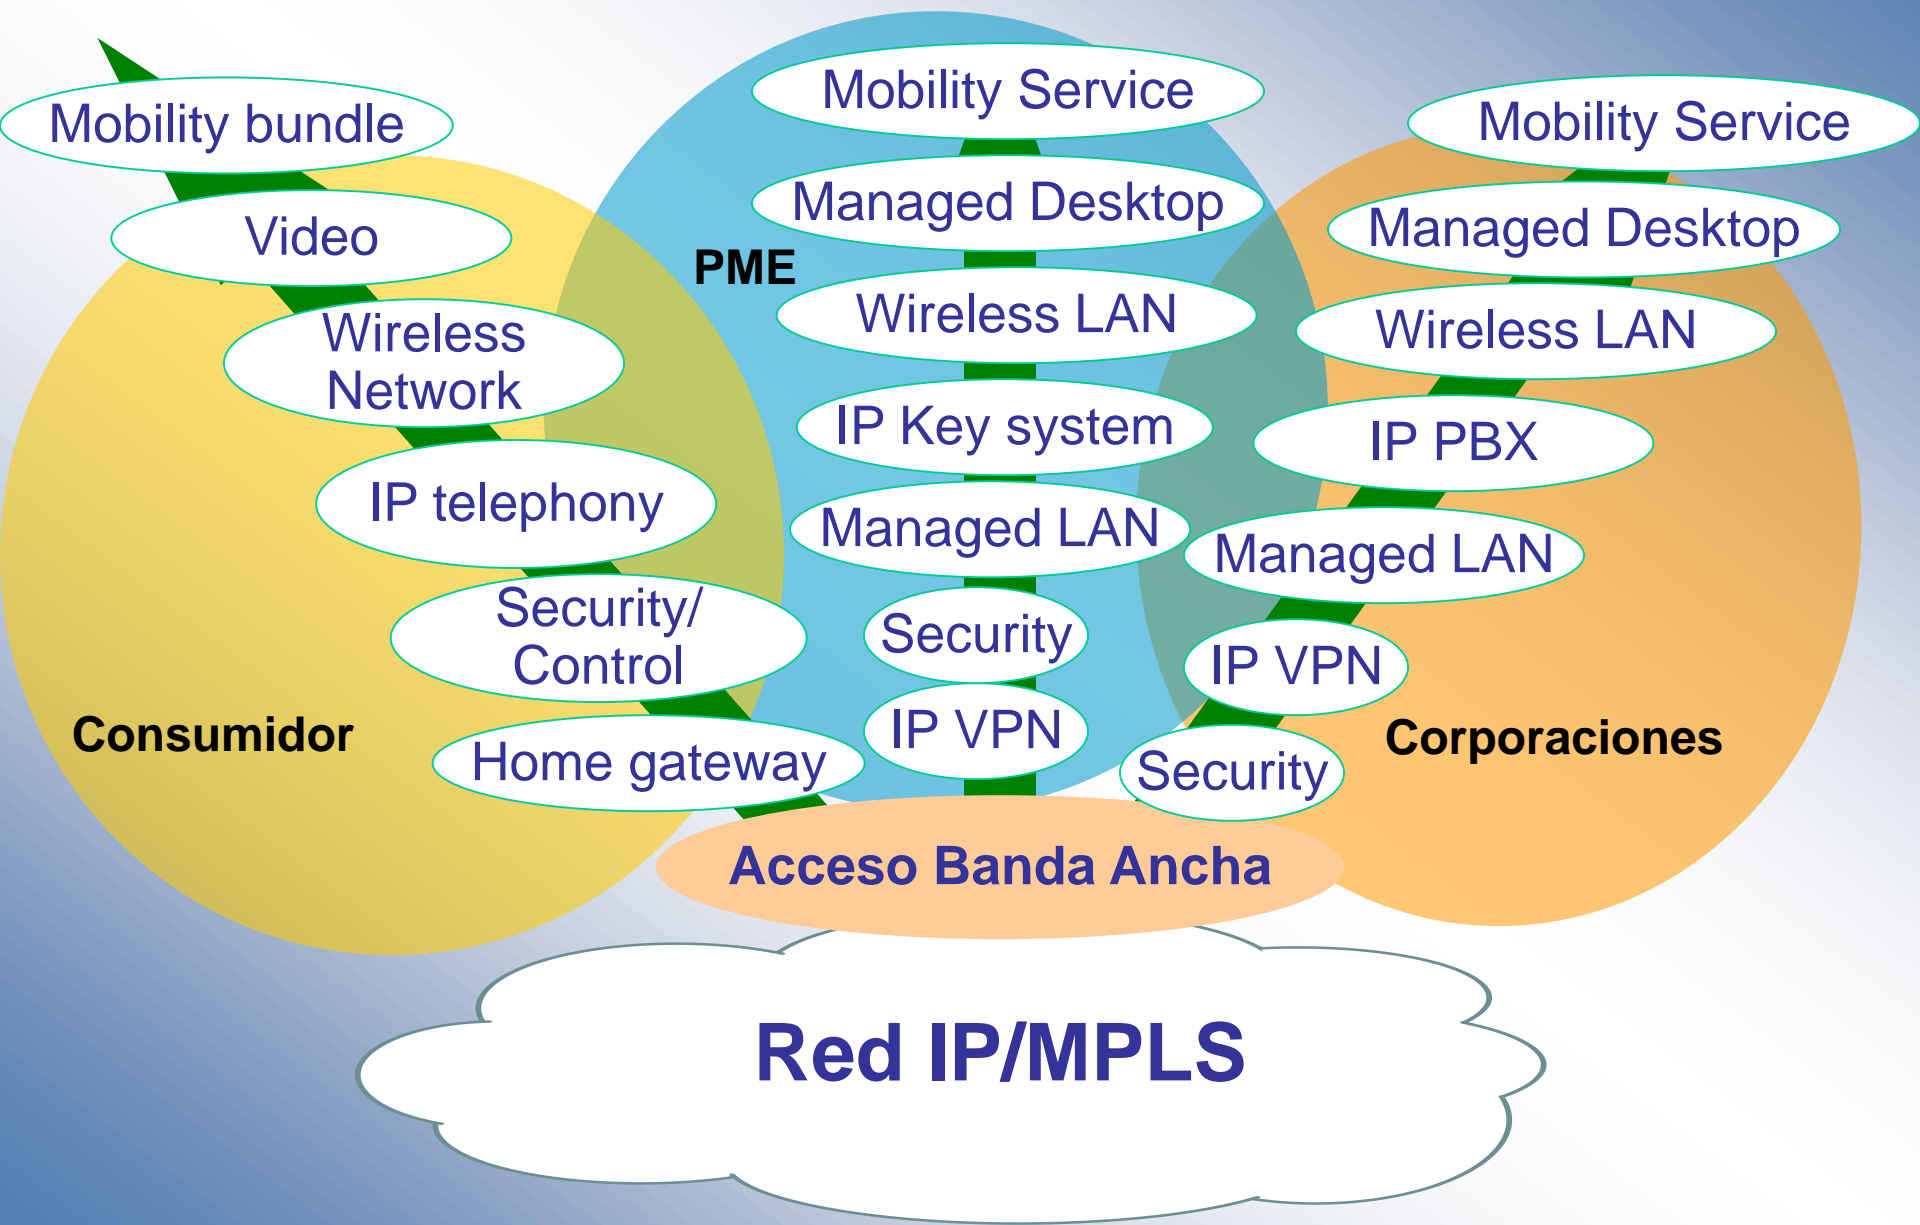 Mobility bundle
Video
Wireless
Network
IP telephony
Security/
Control
Home gateway
Consumidor
PME
Mobility Service
Managed Desktop
Wireless LAN
IP Key system
Managed LAN
Security
IP VPN
Mobility Service
Managed Desktop
Wireless LAN
IP PBX
Managed LAN
IP VPN
Security
Corporaciones
Acceso Banda Ancha
Red IP/MPLS